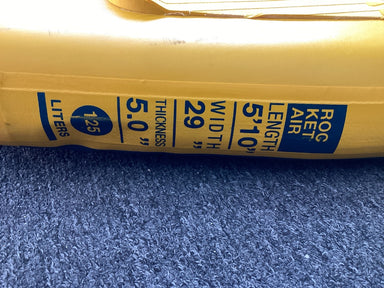 ROC
KET
AIR
LENGTH
5'10"
WIDTH
29"
THICKNESS
5.0"
125
LITERS